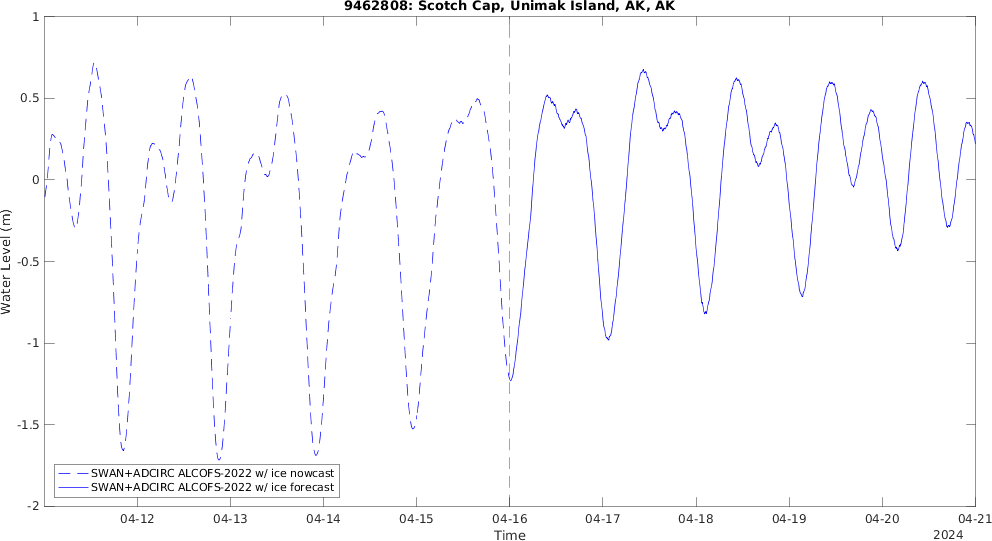 9462808: Scotch Cap, Unimak Island, AK, AK
Water Level (m)
1
0.5
0
-0.5
-1
-1.5
-2
SWAN+ADCIRC ALCOFS-2022 w/ ice nowcast
SWAN+ADCIRC ALCOFS-2022 w/ ice forecast
04-12 04-13 04-14 04-15 04-16 04-17 04-18 04-19 04-20 04-21
Time
2024